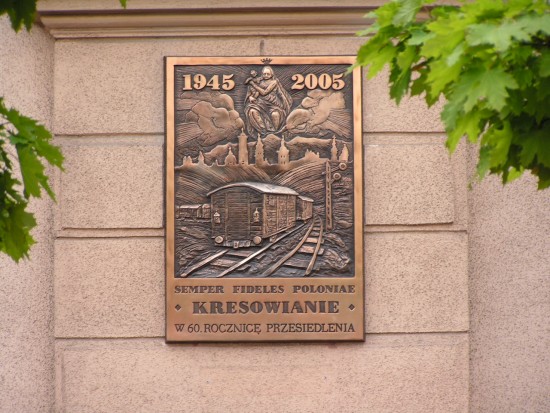 1945 2005
SEMPER FIDELES POLONIAE
KRESOWIANIE
W 60. ROCZNICĘ PRZESIEDLENIA